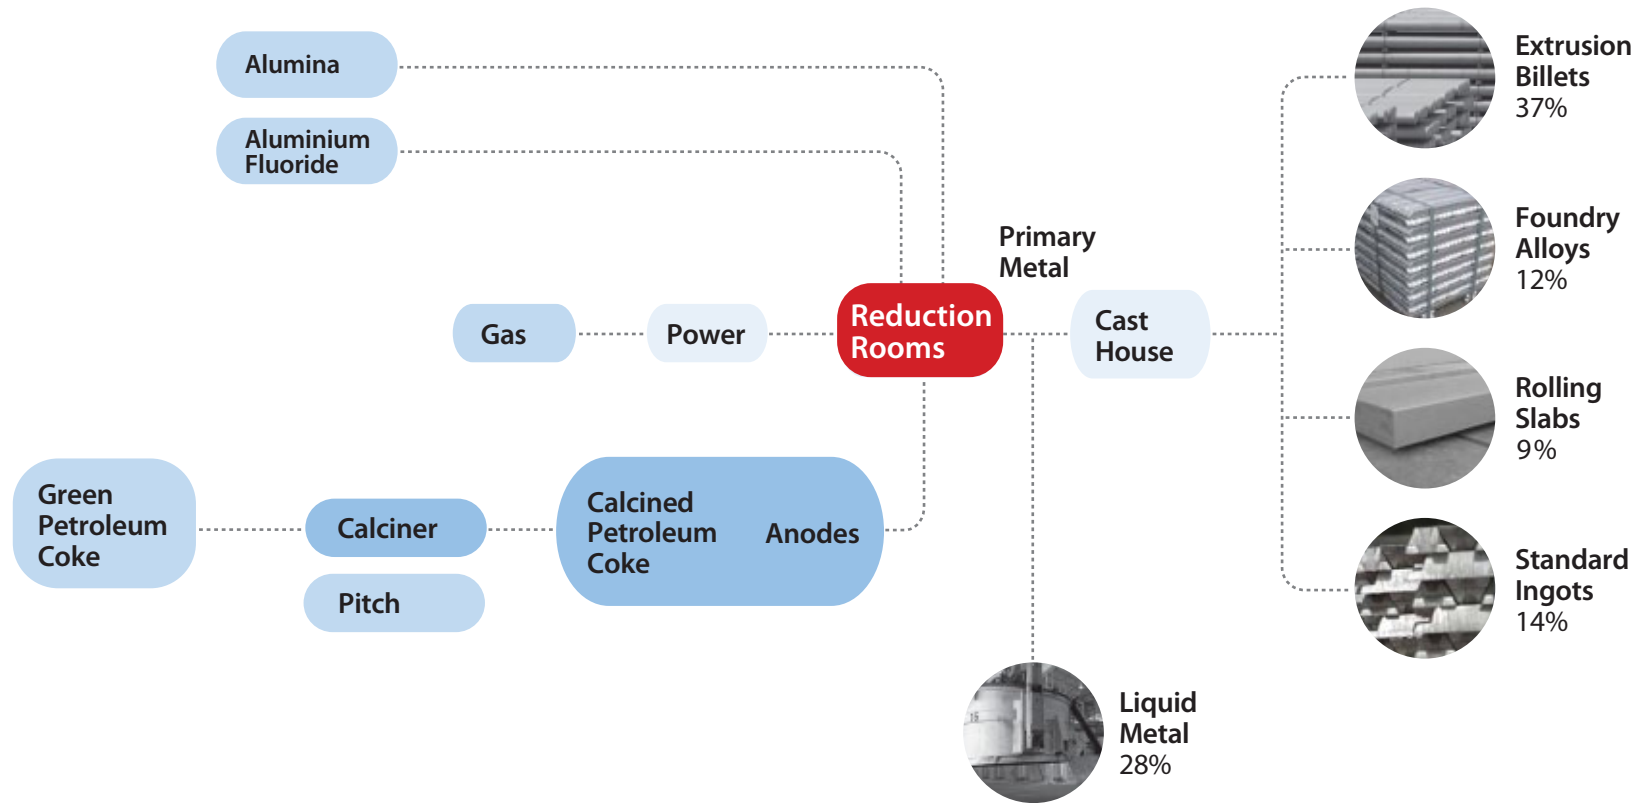 Alumina
Aluminium
Fluoride
Gas
Power
Reduction
Rooms
Primary
Metal
Cast
House
Green
Petroleum
Coke
Calciner
Pitch
Calcined
Petroleum
Coke
Anodes
Extrusion
Billets
37%
Foundry
Alloys
12%
Rolling
Slabs
9%
Standard
Ingots
14%
16
Liquid
Metal
28%